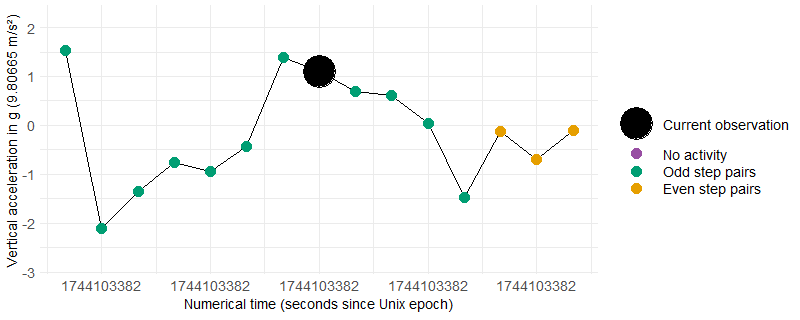 Vertical acceleration in g (9.80665 m/s²)
2
1
0
-1
-2
-3
1744103382 1744103382 1744103382 1744103382 1744103382
Numerical time (seconds since Unix epoch)
Current observation
No activity
Odd step pairs
Even step pairs